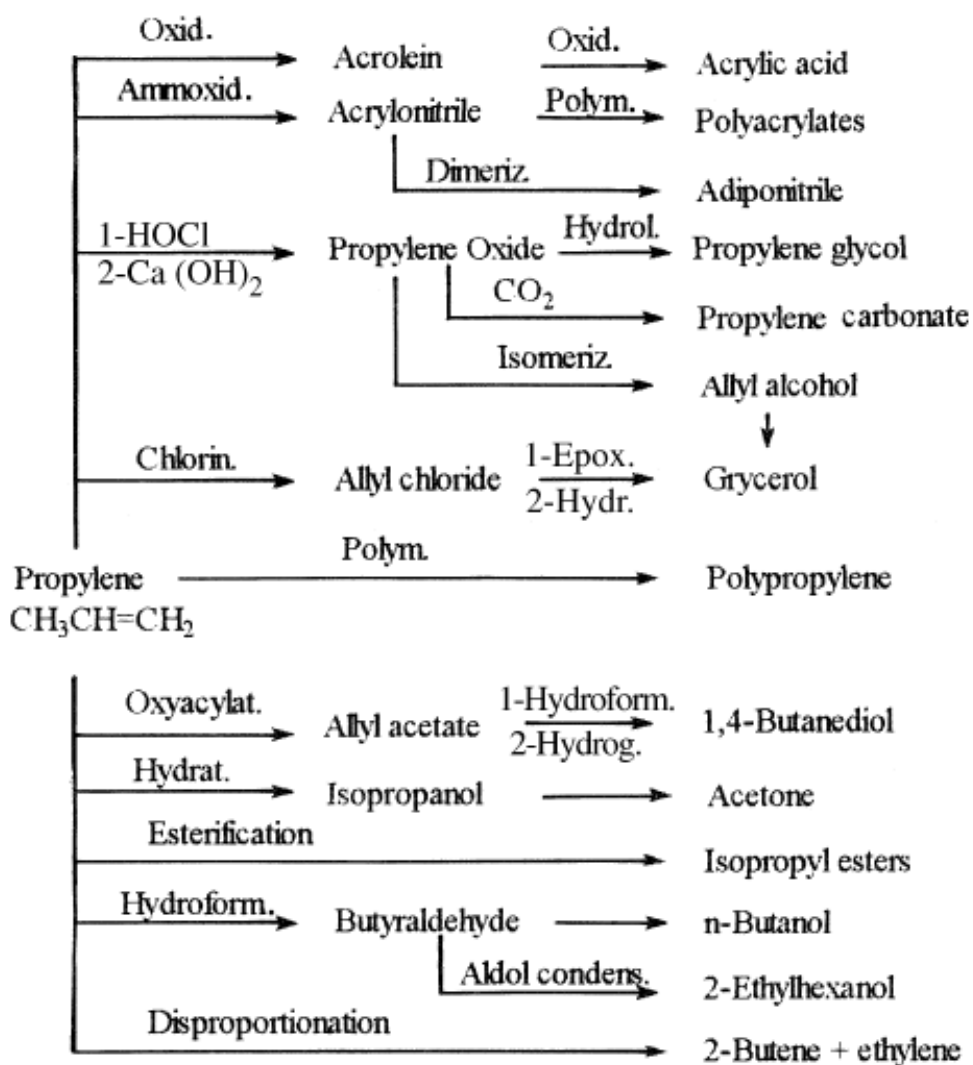 Oxid.
Acrolein
Oxid.
Acrylic acid
Ammoxid.
Acrylonitrile
Polym.
Polyacrylates
Dimeriz.
Adiponitrile
1-HOCl
2-Ca (OH)₂
Propylene Oxide
Hydrol.
Propylene glycol
CO₂
Propylene carbonate
Isomeriz.
Allyl alcohol
Chlorin.
Allyl chloride
1-Epox.
2-Hydr.
Grycerol
Polym.
Propylene
CH₃CH=CH₂
Polypropylene
Oxyacylat.
Allyl acetate
1-Hydroform.
2-Hydrog.
1,4-Butanediol
Hydrat.
Isopropanol
Acetone
Esterification
Isopropyl esters
Hydroform.
Butyraldehyde
n-Butanol
Aldol condens.
2-Ethylhexanol
Disproportionation
2-Butene + ethylene